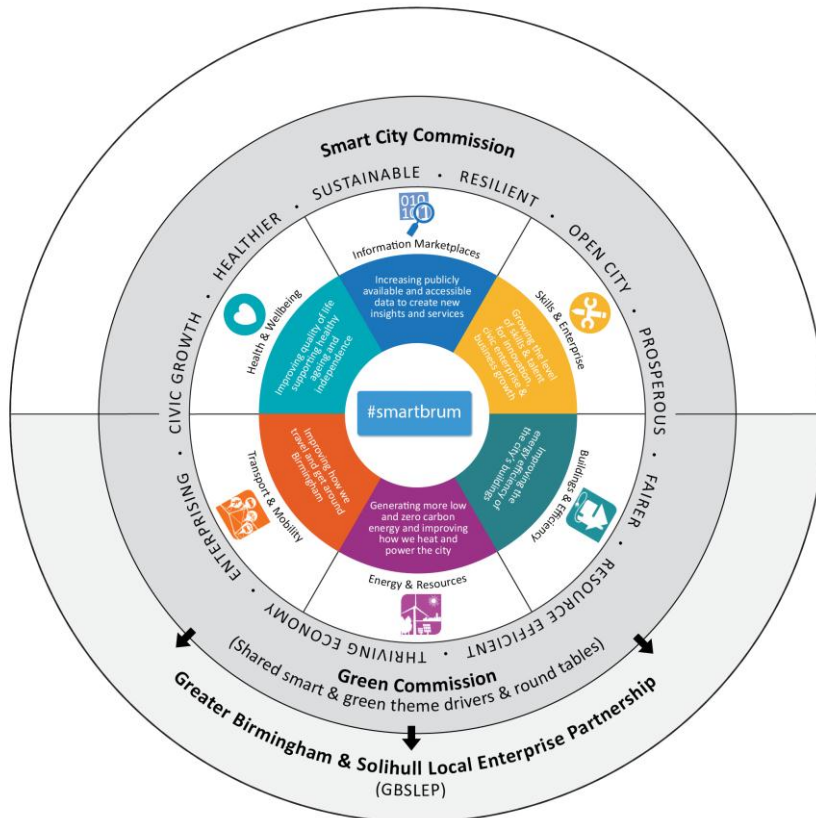 Smart City Commission
CIVIC GROWTH · HEALTHIER · SUSTAINABLE · RESILIENT · OPEN CITY · PROSPEROUS · FAIRER · RESOURCE EFFICIENT · THRIVING ECONOMY · ENTERPRISING ·
010
101
Information Marketplaces
Increasing publicly
available and accessible
data to create new
insights and services
Skills & Enterprise
Growing the level
of skills & talent
for innovation,
civic enterprise &
business growth
Buildings & Efficiency
Improving the
energy efficiency of
the city's buildings
Energy & Resources
Generating more low
and zero carbon
energy and improving
how we heat and
power the city
Transport & Mobility
Improving how we
travel and get around
Birmingham
Health & Wellbeing
Improving quality of life
supporting healthy
ageing and
independence
#smartbrum
Green Commission
(Shared smart & green theme drivers & round tables)
Greater Birmingham & Solihull Local Enterprise Partnership
(GBSLEP)